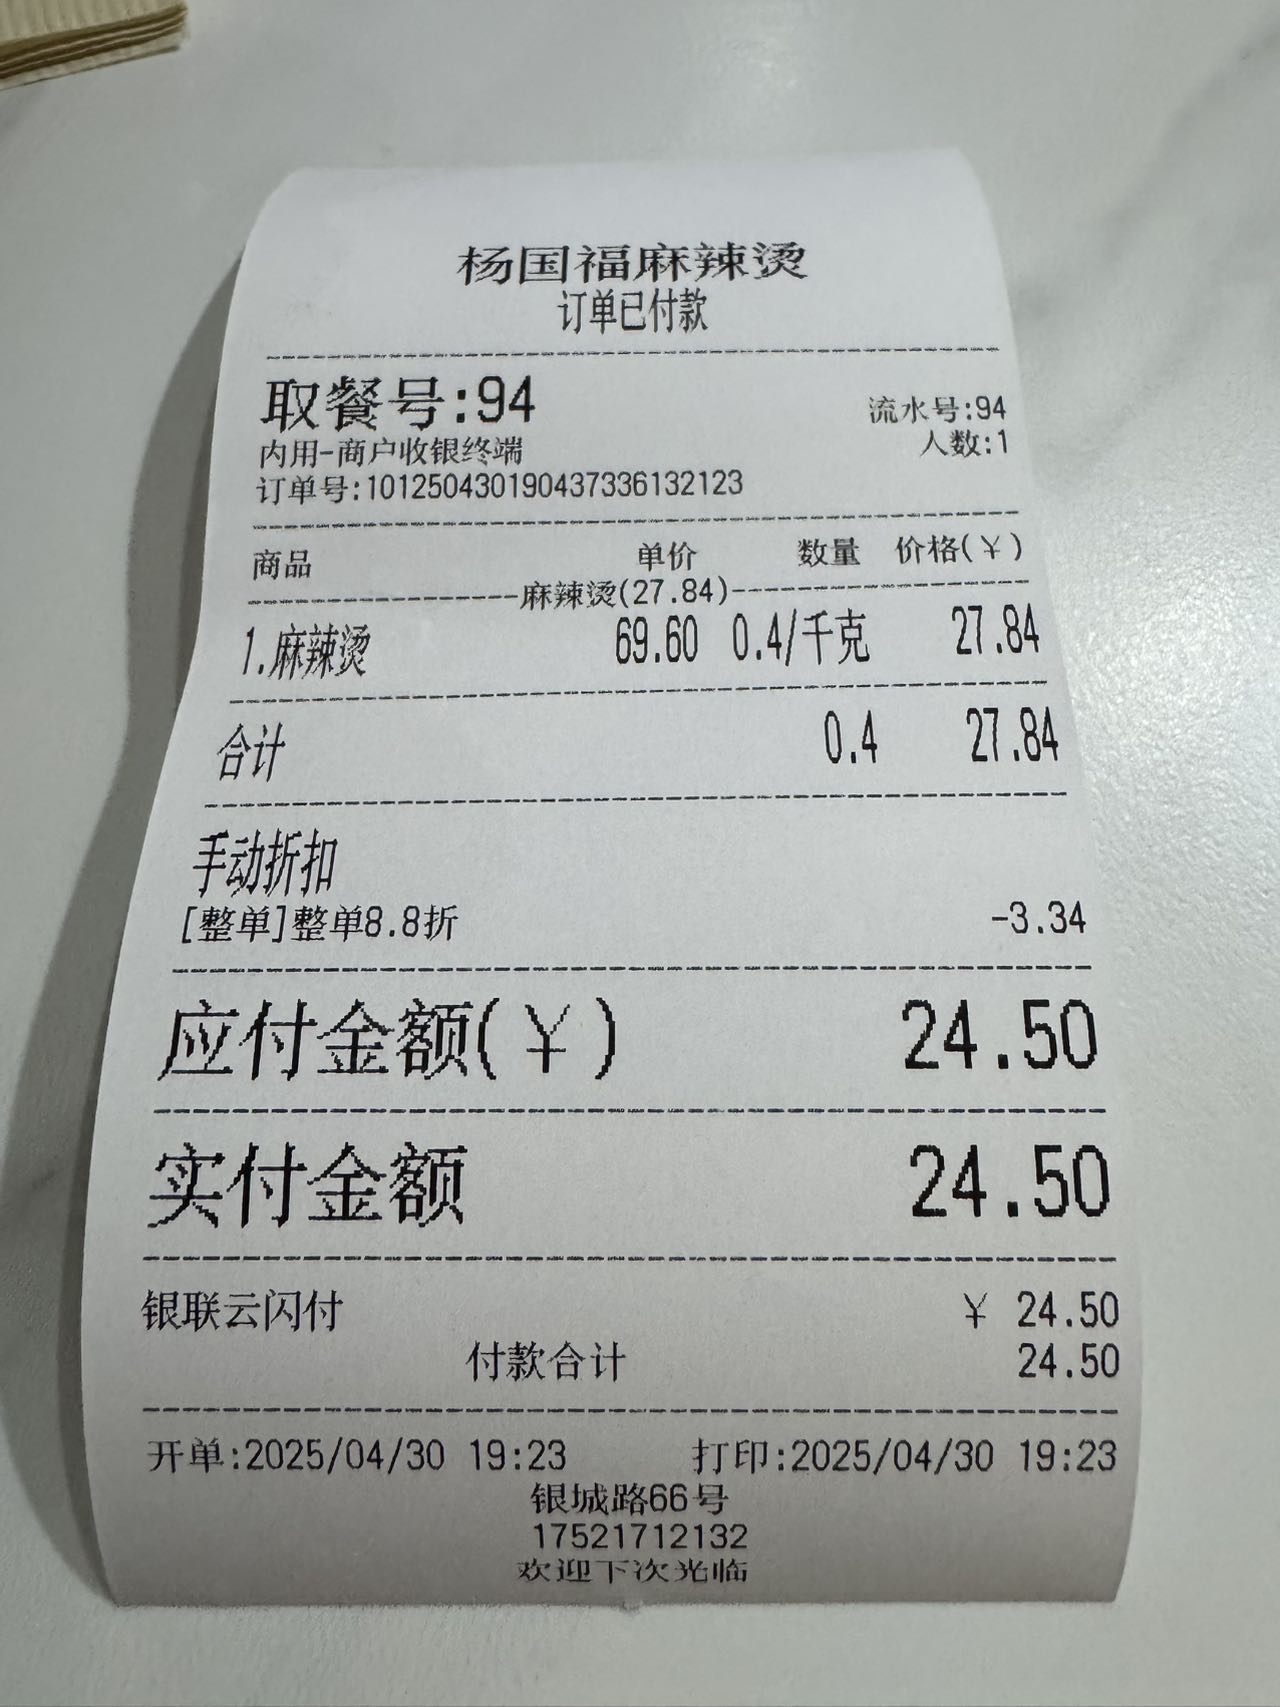 杨国福麻辣烫
订单已付款
取餐号:94
流水号:94
内用-商户收银终端
人数:1
订单号:101250430190437336132123
商品 单价 数量 价格(¥)
麻辣烫(27.84)
1.麻辣烫 69.60 0.4/千克 27.84
合计 0.4 27.84
手动折扣
[整单]整单8.8折 -3.34
应付金额(¥) 24.50
实付金额 24.50
银联云闪付 ¥ 24.50
付款合计 24.50
开单:2025/04/30 19:23 打印:2025/04/30 19:23
银城路66号
17521712132
欢迎下次光临